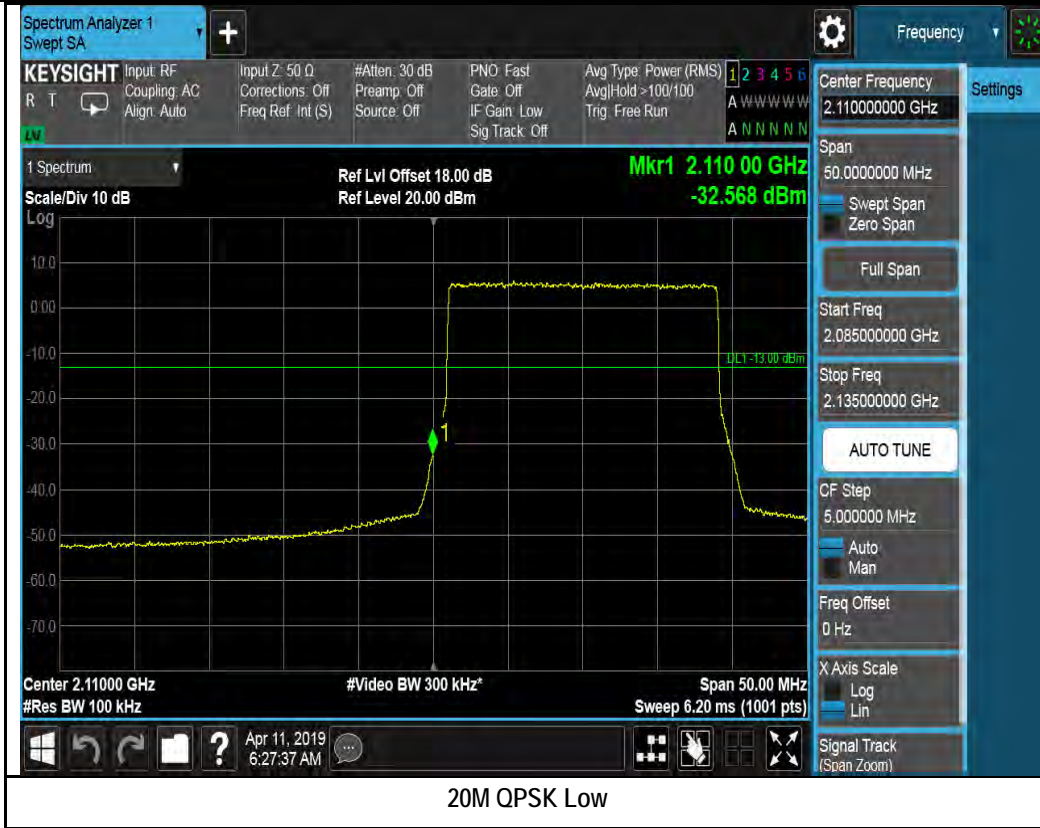 Spectrum Analyzer 1
Swept SA
+
Frequency
KEYSIGHT
R T
LV
Input: RF
Coupling: AC
Align: Auto
Input Z: 50 Ω
Corrections: Off
Freq Ref: Int (S)
#Atten: 30 dB
Preamp: Off
Source: Off
PNO: Fast
Gate: Off
IF Gain: Low
Sig Track: Off
Avg Type: Power (RMS)
Avg|Hold >100/100
Trig: Free Run
1 2 3 4 5 6
A W W W W W
A N N N N N
1 Spectrum
Scale/Div 10 dB
Log
Ref Lvl Offset 18.00 dB
Ref Level 20.00 dBm
Mkr1 2.110 00 GHz
-32.568 dBm
10.0
0.00
-10.0
-20.0
-30.0
-40.0
-50.0
-60.0
-70.0
DL1 -13.00 dBm
1
Center 2.11000 GHz
#Res BW 100 kHz
#Video BW 300 kHz*
Span 50.00 MHz
Sweep 6.20 ms (1001 pts)
Center Frequency
2.110000000 GHz
Settings
Span
50.0000000 MHz
Swept Span
Zero Span
Full Span
Start Freq
2.085000000 GHz
Stop Freq
2.135000000 GHz
AUTO TUNE
CF Step
5.000000 MHz
Auto
Man
Freq Offset
0 Hz
X Axis Scale
Log
Lin
Signal Track
(Span Zoom)
?
Apr 11, 2019
6:27:37 AM
20M QPSK Low